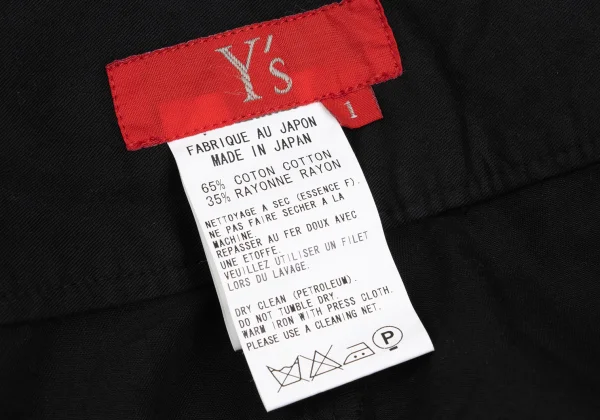 Y's
1
FABRIQUE AU JAPON
MADE IN JAPAN
65% COTON COTTON
35% RAYONNE RAYON
NETTOYAGE A SEC (ESSENCE F).
NE PAS FAIRE SECHER A LA
MACHINE.
REPASSER AU FER DOUX AVEC
UNE ETOFFE.
VEUILLEZ UTILISER UN FILET
LORS DU LAVAGE.
DRY CLEAN (PETROLEUM).
DO NOT TUMBLE DRY.
WARM IRON WITH PRESS CLOTH.
PLEASE USE A CLEANING NET.
P